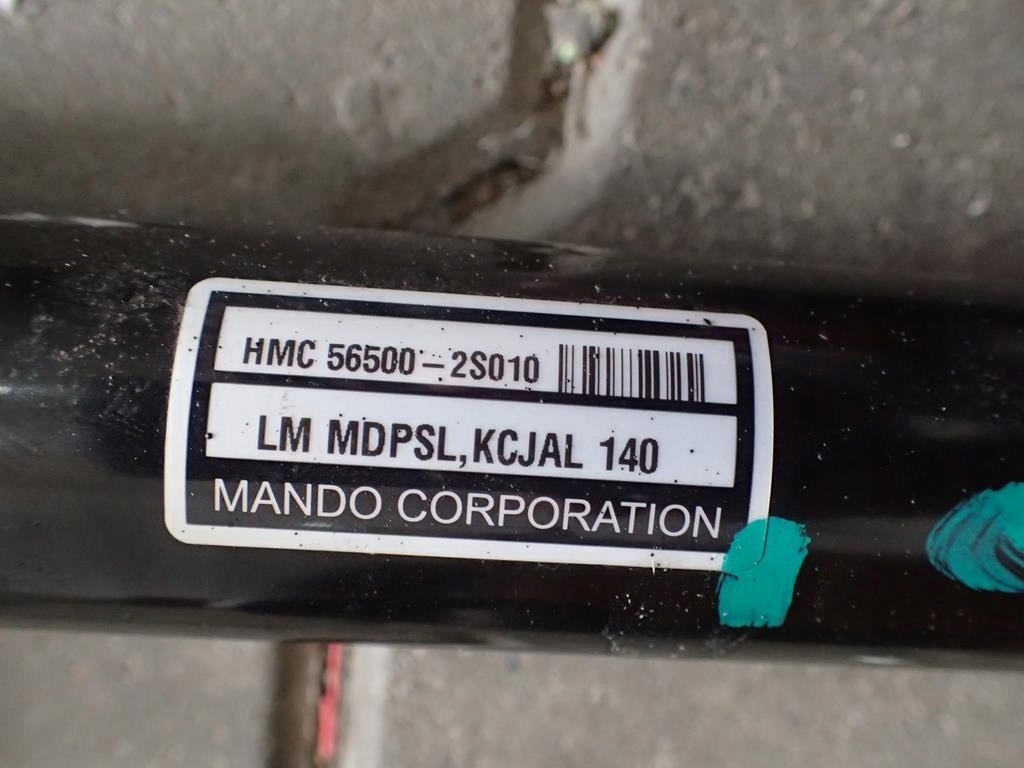 HMC 56500-2S010
LM MDPSL,KCJAL 140
MANDO CORPORATION